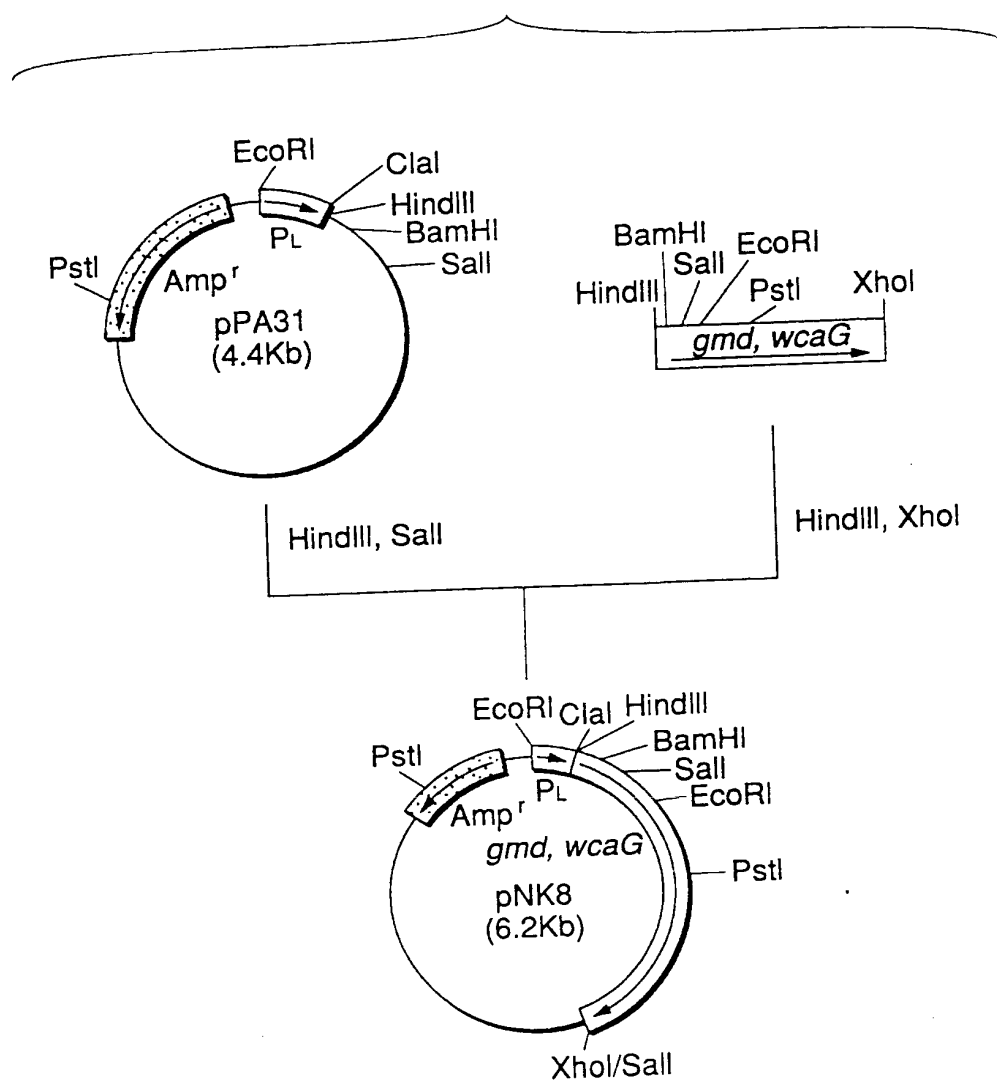 EcoRI
ClaI
HindIII
BamHI
SalI
PL
PstI
Amp r
pPA31
(4.4Kb)
BamHI
SalI
EcoRI
HindIII
PstI
XhoI
gmd, wcaG
HindIII, SalI
HindIII, XhoI
EcoRI
ClaI
HindIII
BamHI
SalI
EcoRI
PstI
PL
Amp r
gmd, wcaG
PstI
pNK8
(6.2Kb)
XhoI/SalI